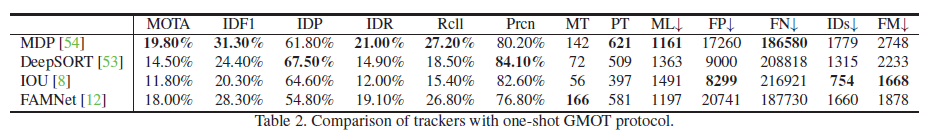 MOTA IDF1 IDP IDR Rcll Prcn MT PT ML↓ FP↓ FN↓ IDs↓ FM↓
MDP [54] 19.80% 31.30% 61.80% 21.00% 27.20% 80.20% 142 621 1161 17260 186580 1779 2748
DeepSORT [53] 14.50% 24.40% 67.50% 14.90% 18.50% 84.10% 72 509 1363 9000 208818 1315 2233
IOU [8] 11.80% 20.30% 64.60% 12.00% 15.40% 82.60% 56 397 1491 8299 216921 754 1668
FAMNet [12] 18.00% 28.30% 54.80% 19.10% 26.80% 76.80% 166 581 1197 20741 187730 1660 1878
Table 2. Comparison of trackers with one-shot GMOT protocol.